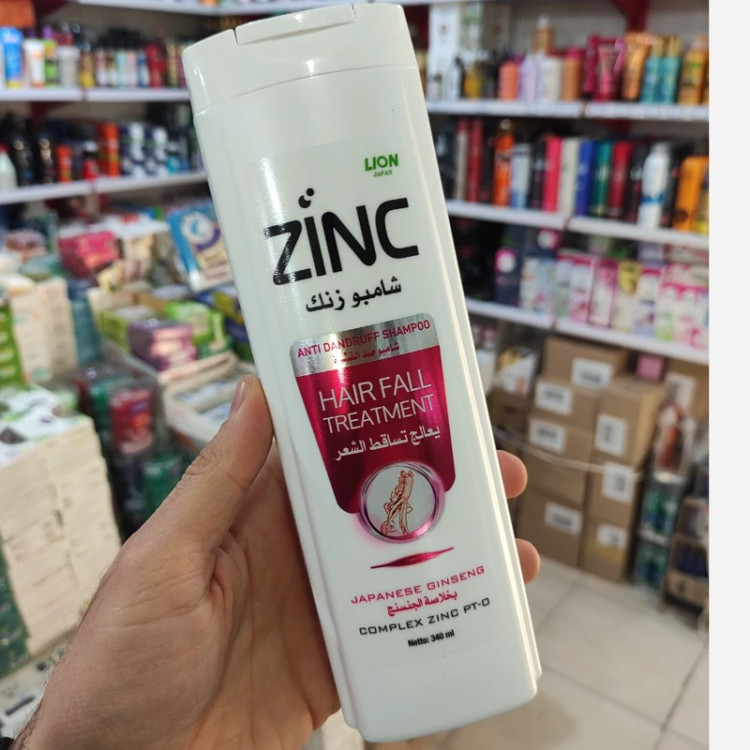 LION
JAPAN
ZINC
شامبو زنك
ANTI DANDRUFF SHAMPOO
شامبو ضد القشرة
HAIR FALL
TREATMENT
يعالج تساقط الشعر
JAPANESE GINSENG
بخلاصة الجنسنج
COMPLEX ZINC PT-O
Netto: 340 ml